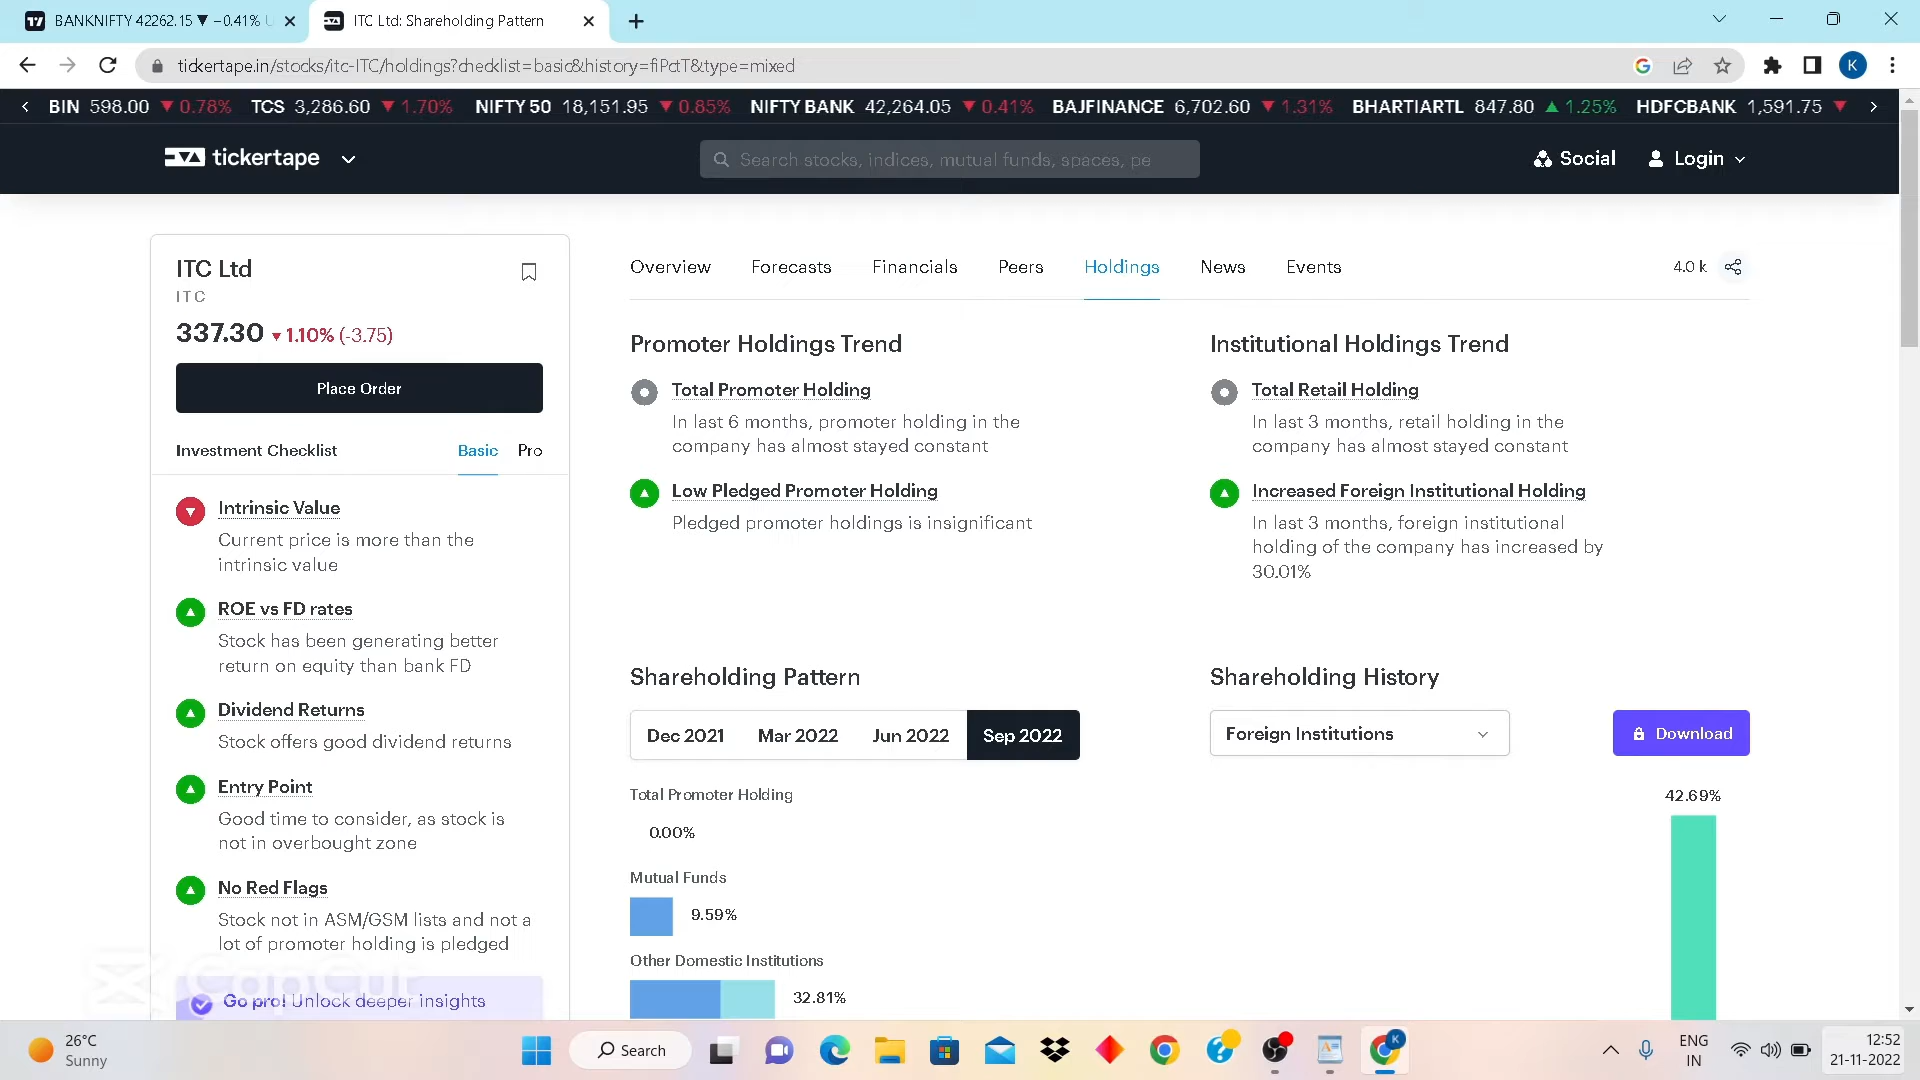 BANKNIFTY 42262.15 ▼ −0.41% U
ITC Ltd: Shareholding Pattern
tickertape.in/stocks/itc-ITC/holdings?checklist=basic&history=fiPctT&type=mixed
K
BIN 598.00 ▼ 0.78% TCS 3,286.60 ▼ 1.70% NIFTY 50 18,151.95 ▼ 0.85% NIFTY BANK 42,264.05 ▼ 0.41% BAJFINANCE 6,702.60 ▼ 1.31% BHARTIARTL 847.80 ▲ 1.25% HDFCBANK 1,591.75 ▼
tickertape
Search stocks, indices, mutual funds, spaces, pe
Social
Login
ITC Ltd
ITC
337.30 ▼ 1.10% (-3.75)
Place Order
Investment Checklist
Basic
Pro
Intrinsic Value
Current price is more than the
intrinsic value
ROE vs FD rates
Stock has been generating better
return on equity than bank FD
Dividend Returns
Stock offers good dividend returns
Entry Point
Good time to consider, as stock is
not in overbought zone
No Red Flags
Stock not in ASM/GSM lists and not a
lot of promoter holding is pledged
CapCut
Go pro! Unlock deeper insights
Overview Forecasts Financials Peers Holdings News Events
4.0 k
Promoter Holdings Trend
Total Promoter Holding
In last 6 months, promoter holding in the
company has almost stayed constant
Low Pledged Promoter Holding
Pledged promoter holdings is insignificant
Institutional Holdings Trend
Total Retail Holding
In last 3 months, retail holding in the
company has almost stayed constant
Increased Foreign Institutional Holding
In last 3 months, foreign institutional
holding of the company has increased by
30.01%
Shareholding Pattern
Dec 2021 Mar 2022 Jun 2022 Sep 2022
Total Promoter Holding
0.00%
Mutual Funds
9.59%
Other Domestic Institutions
32.81%
Shareholding History
Foreign Institutions
Download
42.69%
26°C
Sunny
Search
K
ENG
IN
12:52
21-11-2022